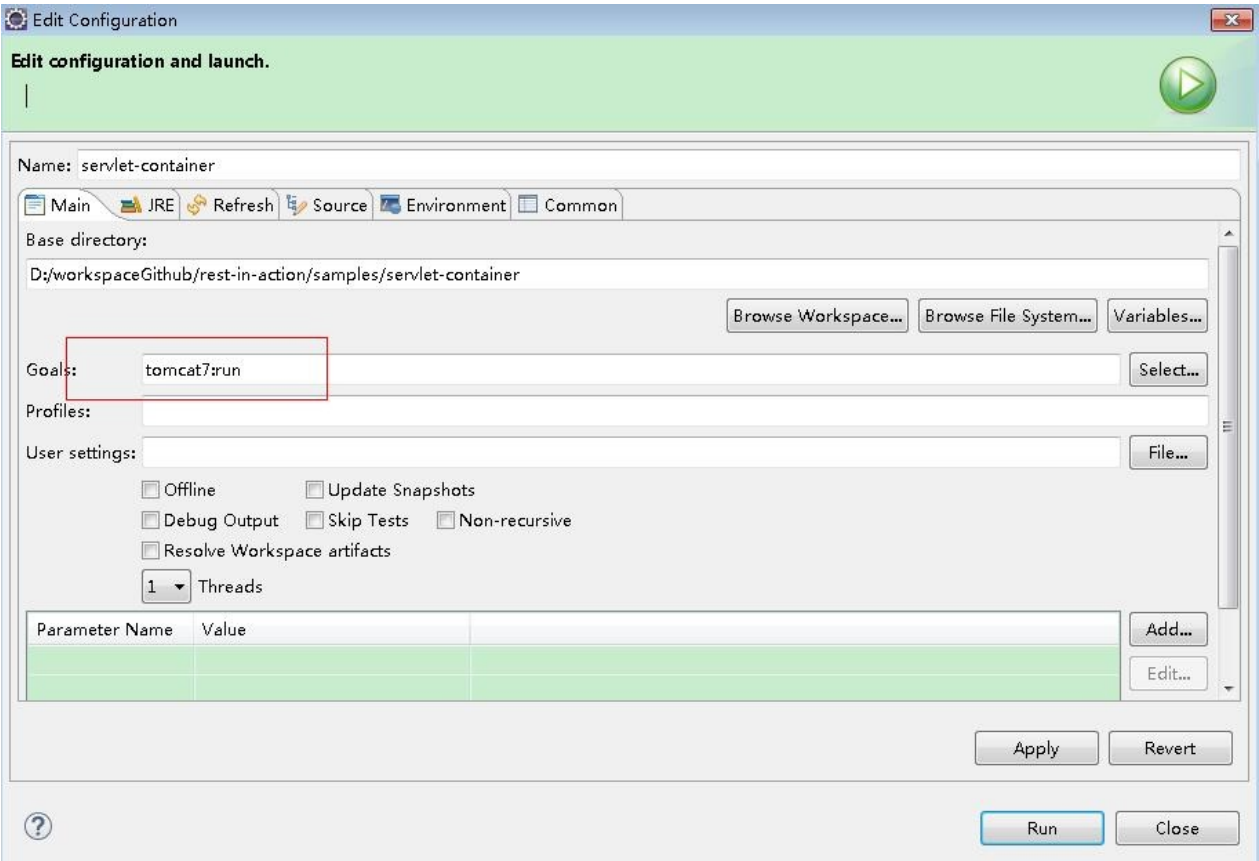 Edit Configuration
Edit configuration and launch.
Name: servlet-container
Main JRE Refresh Source Environment Common
Base directory:
D:/workspaceGithub/rest-in-action/samples/servlet-container
Browse Workspace... Browse File System... Variables...
Goals: tomcat7:run Select...
Profiles:
User settings: File...
Offline Update Snapshots
Debug Output Skip Tests Non-recursive
Resolve Workspace artifacts
1 Threads
Parameter Name Value Add...
Edit...
Apply Revert
? Run Close